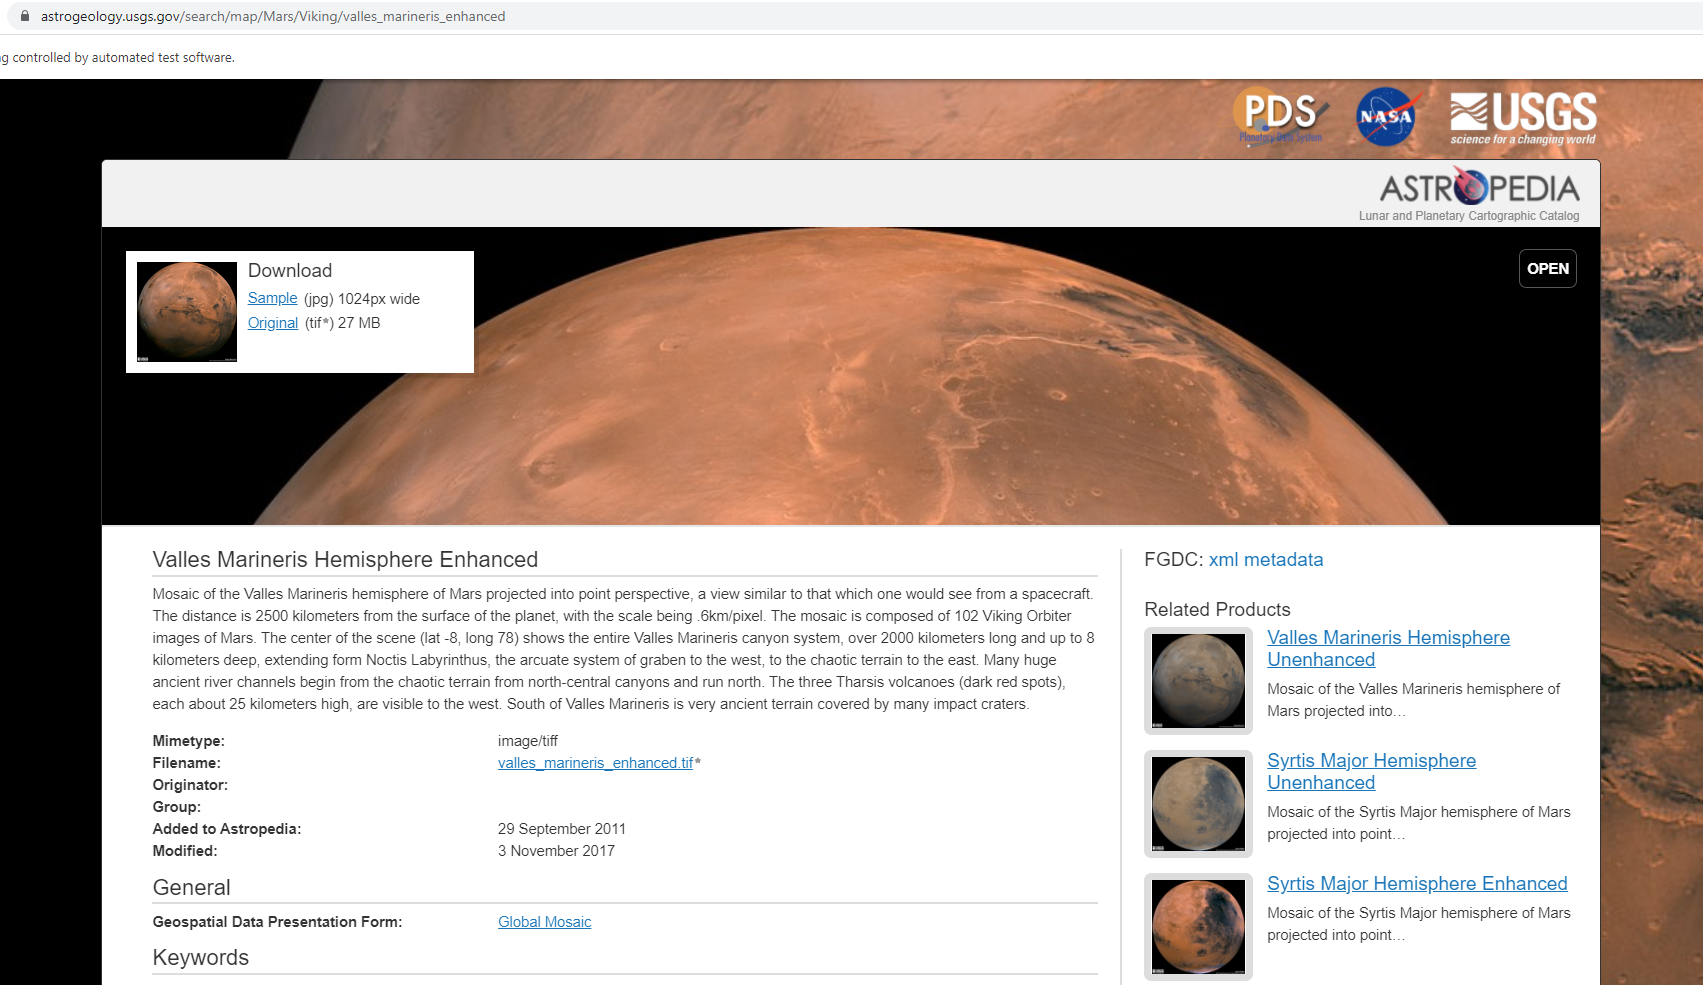 astrogeology.usgs.gov/search/map/Mars/Viking/valles_marineris_enhanced
g controlled by automated test software.
PDS
Planetary Data System
NASA
USGS
science for a changing world
ASTROPEDIA
Lunar and Planetary Cartographic Catalog
Download
Sample (jpg) 1024px wide
Original (tif*) 27 MB
OPEN
Valles Marineris Hemisphere Enhanced
Mosaic of the Valles Marineris hemisphere of Mars projected into point perspective, a view similar to that which one would see from a spacecraft.
The distance is 2500 kilometers from the surface of the planet, with the scale being .6km/pixel. The mosaic is composed of 102 Viking Orbiter
images of Mars. The center of the scene (lat -8, long 78) shows the entire Valles Marineris canyon system, over 2000 kilometers long and up to 8
kilometers deep, extending form Noctis Labyrinthus, the arcuate system of graben to the west, to the chaotic terrain to the east. Many huge
ancient river channels begin from the chaotic terrain from north-central canyons and run north. The three Tharsis volcanoes (dark red spots),
each about 25 kilometers high, are visible to the west. South of Valles Marineris is very ancient terrain covered by many impact craters.
Mimetype: image/tiff
Filename: valles_marineris_enhanced.tif*
Originator:
Group:
Added to Astropedia: 29 September 2011
Modified: 3 November 2017
General
Geospatial Data Presentation Form: Global Mosaic
Keywords
FGDC: xml metadata
Related Products
Valles Marineris Hemisphere
Unenhanced
Mosaic of the Valles Marineris hemisphere of
Mars projected into…
Syrtis Major Hemisphere
Unenhanced
Mosaic of the Syrtis Major hemisphere of Mars
projected into point…
Syrtis Major Hemisphere Enhanced
Mosaic of the Syrtis Major hemisphere of Mars
projected into point…